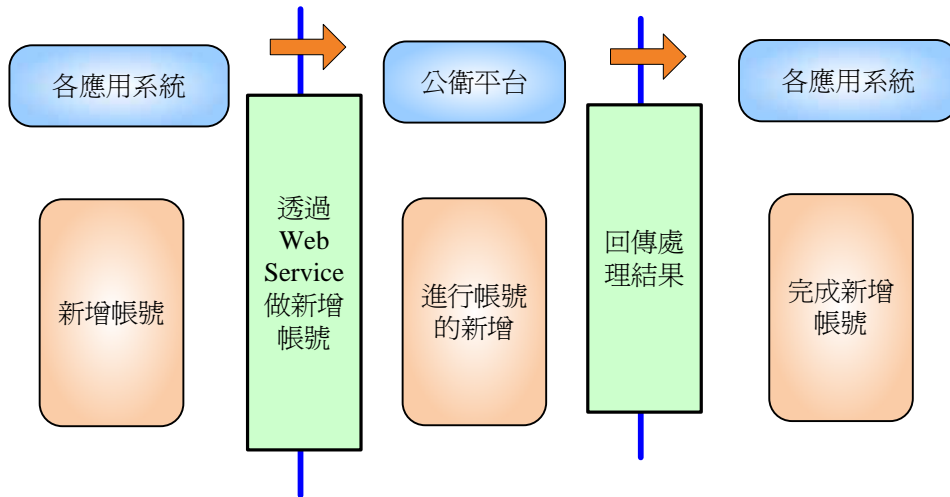 各應用系統
公衛平台
各應用系統
新增帳號
透過
Web
Service
做新增
帳號
進行帳號
的新增
回傳處
理結果
完成新增
帳號